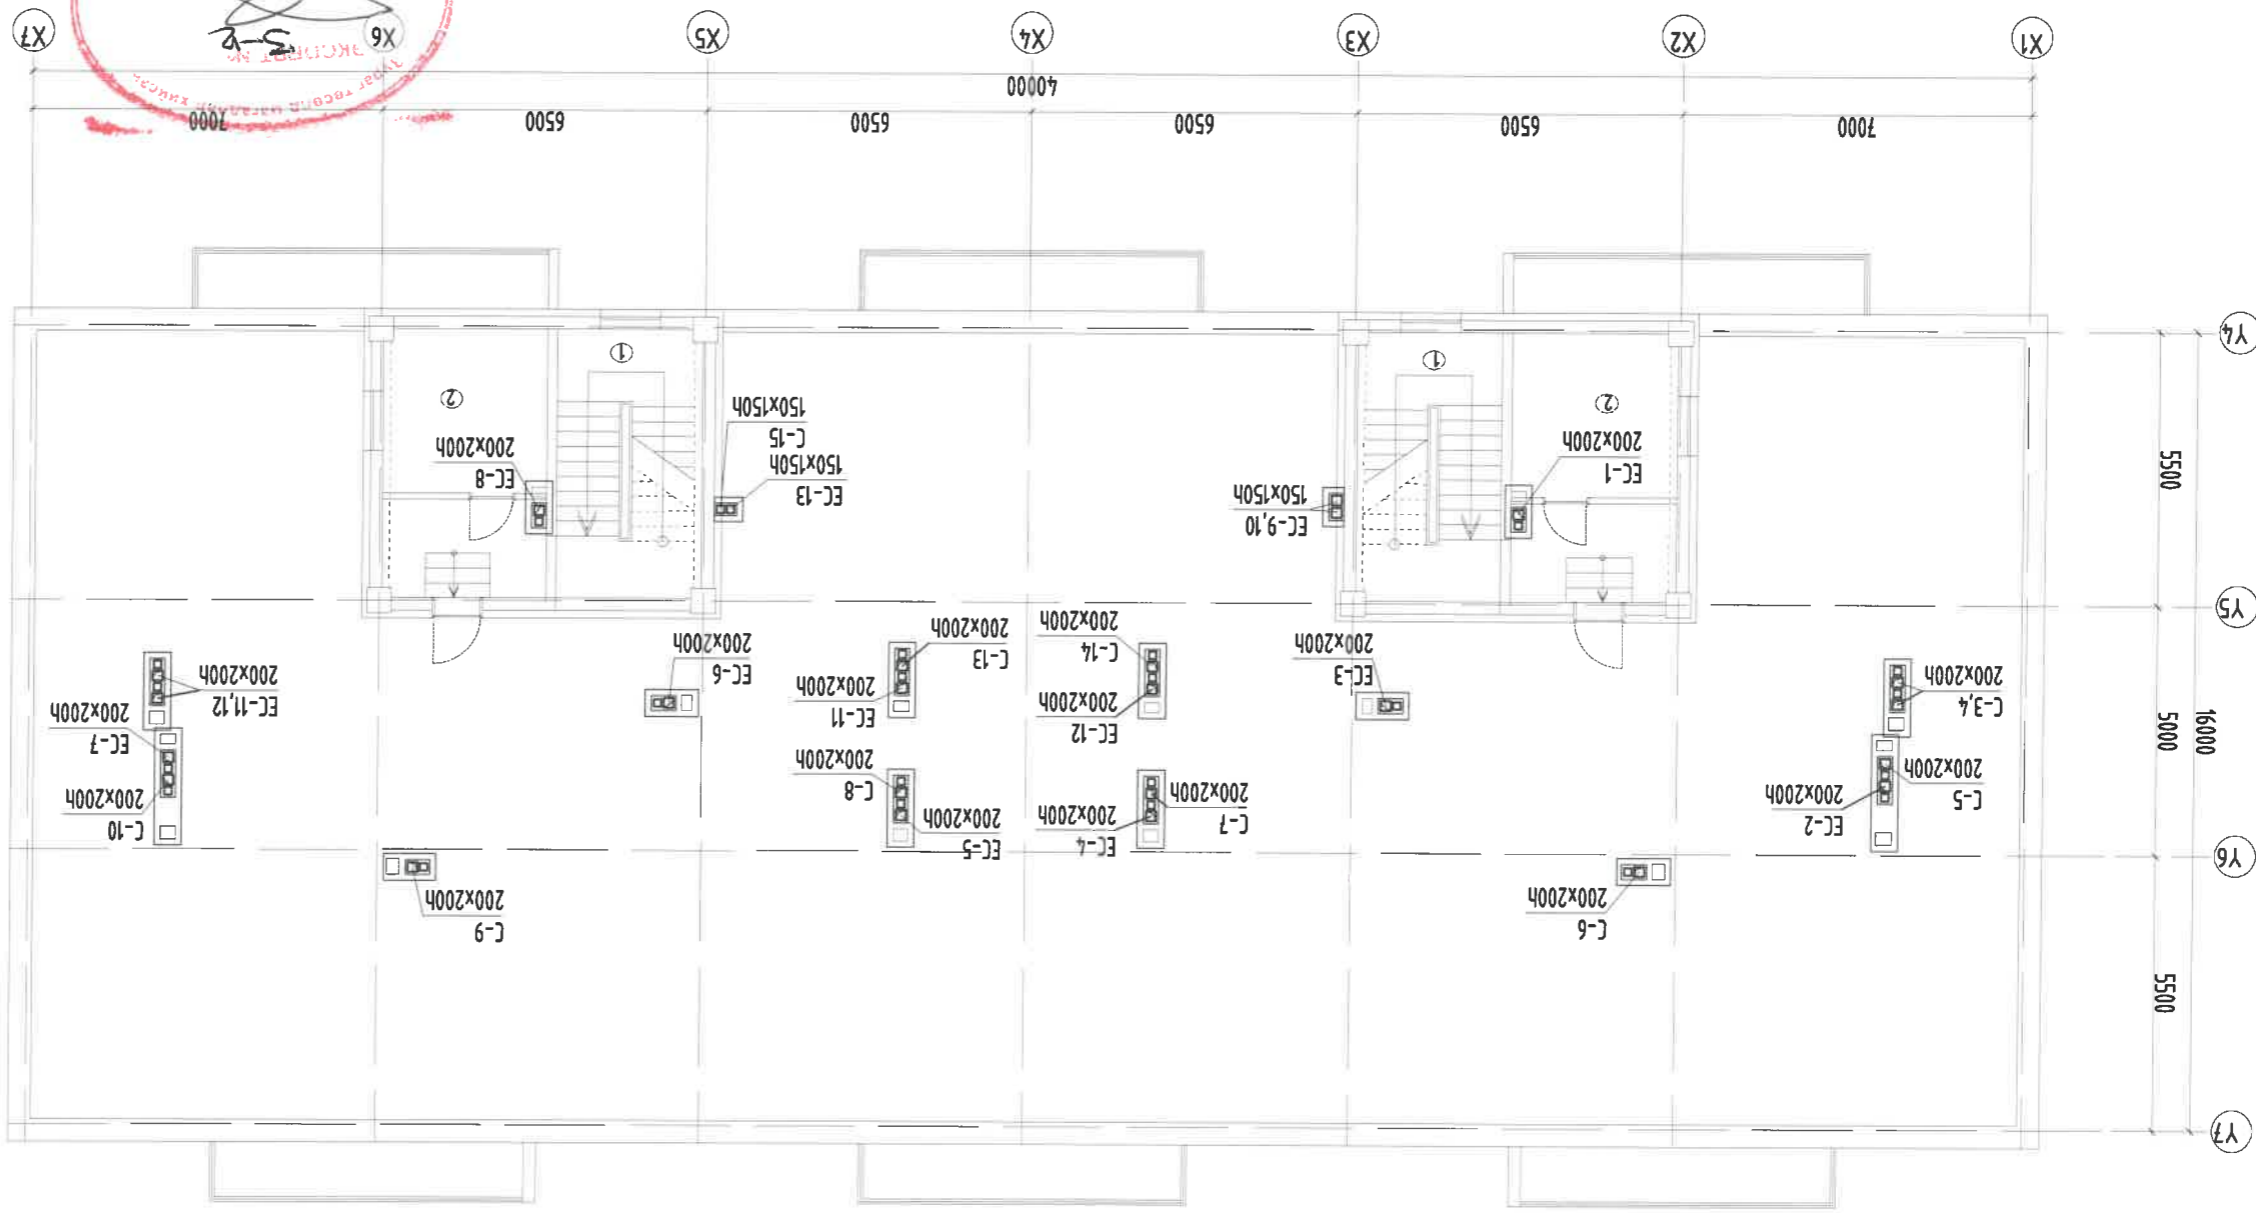 Y7
5500
C-6
200x200h
C-9
200x200h
Y6
EC-2
200x200h
C-5
200x200h
EC-4
200x200h
C-7
200x200h
EC-5
200x200h
C-8
200x200h
C-10
200x200h
EC-7
200x200h
16000
5000
C-3,4
200x200h
EC-3
200x200h
EC-12
200x200h
C-14
200x200h
EC-11
200x200h
C-13
200x200h
EC-6
200x200h
EC-11,12
200x200h
Y5
5500
EC-1
200x200h
EC-9,10
150x150h
EC-13
150x150h
C-15
150x150h
EC-8
200x200h
2
1
1
2
Y4
7000
6500
6500
6500
6500
7000
40000
X1
X2
X3
X4
X5
X6
X7
ЭКСПЕРТ №